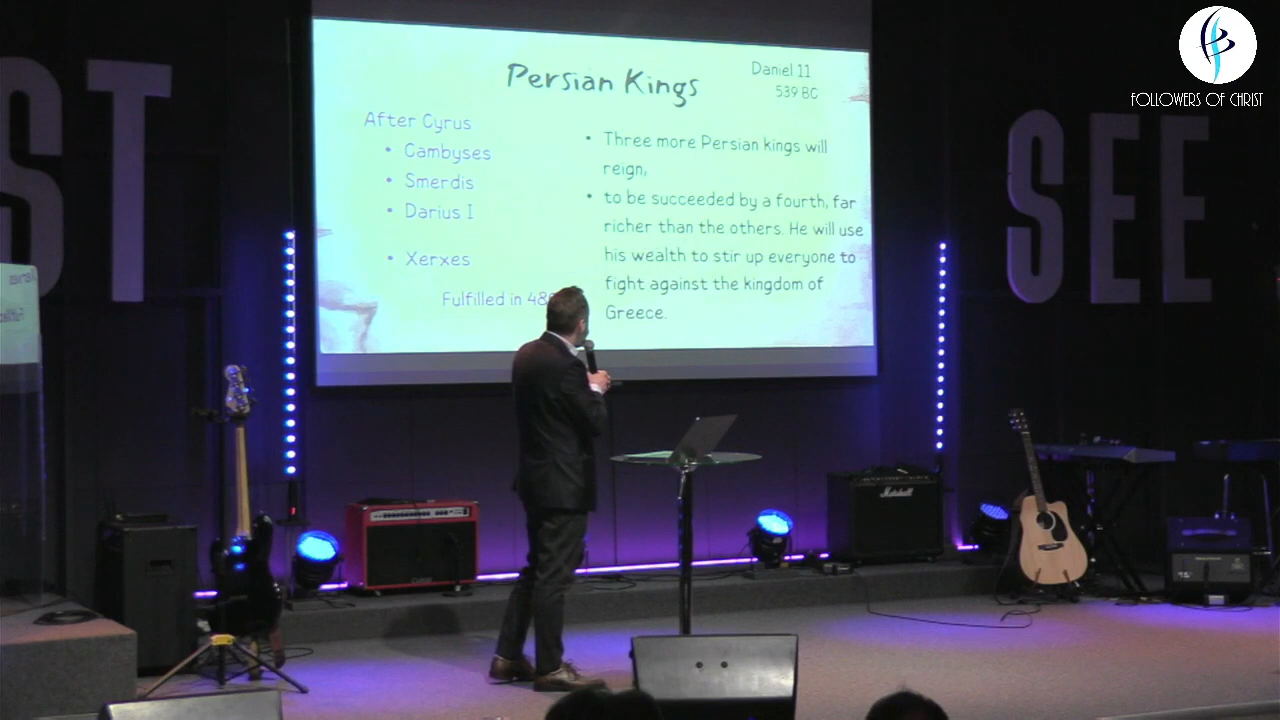 FOLLOWERS OF CHRIST
ST
SEE
Persian Kings
Daniel 11
539 BC
After Cyrus
• Cambyses
• Smerdis
• Darius I
• Xerxes
Fulfilled in
• Three more Persian kings will
reign,
• to be succeeded by a fourth, far
richer than the others. He will use
his wealth to stir up everyone to
fight against the kingdom of
Greece.
Marshall